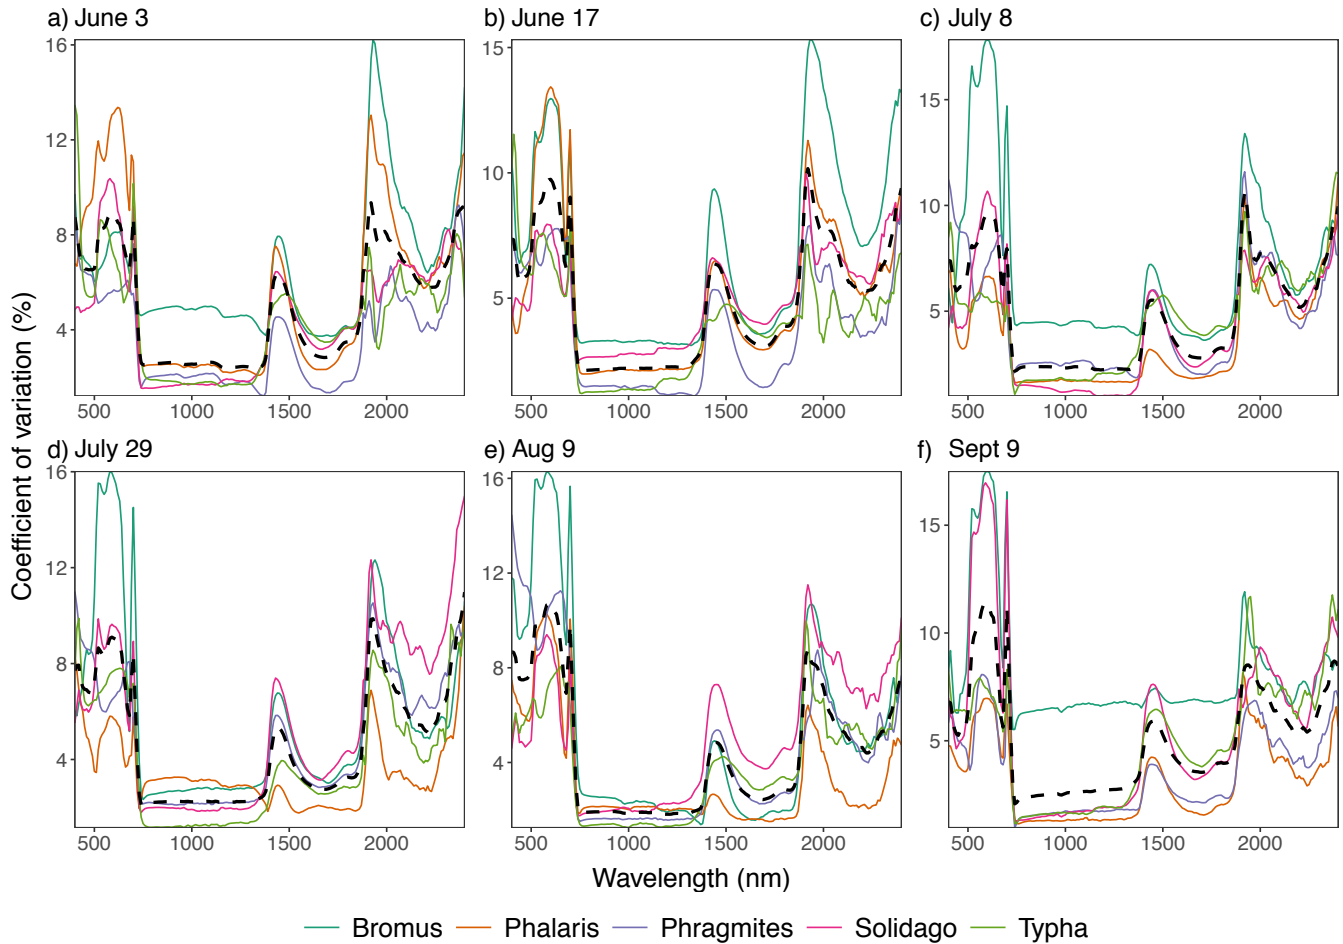 a) June 3
b) June 17
c) July 8
16
12
8
4
15
10
5
15
10
5
500 1000 1500 2000
500 1000 1500 2000
500 1000 1500 2000
Coefficient of variation (%)
d) July 29
e) Aug 9
f) Sept 9
16
12
8
4
16
12
8
4
15
10
5
500 1000 1500 2000
500 1000 1500 2000
500 1000 1500 2000
Wavelength (nm)
Bromus Phalaris Phragmites Solidago Typha